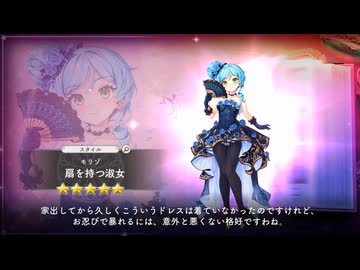 スタイル
モリゾ
扇を持つ淑女
家出してから久しくこういうドレスは着ていなかったのですけれど、
お忍びで暴れるには、意外と悪くない格好ですわね。